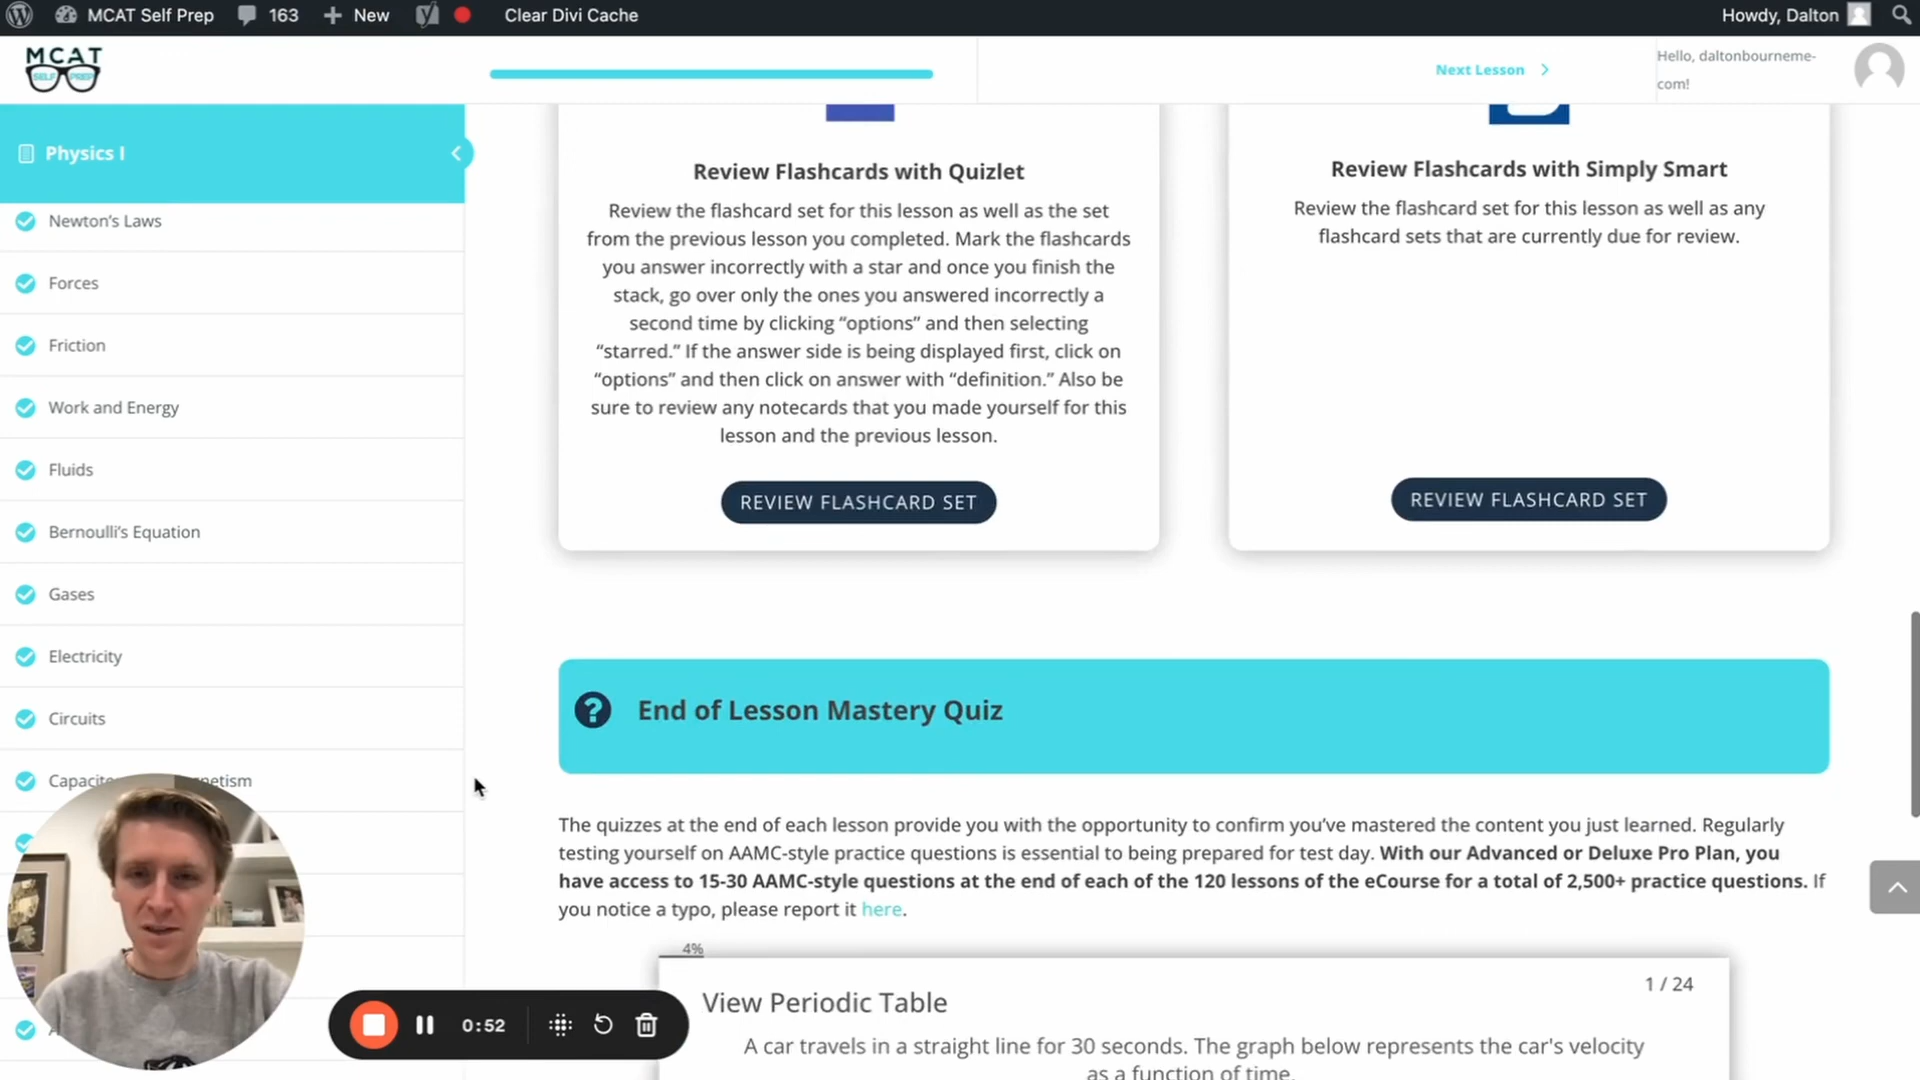 MCAT Self Prep 163 New Clear Divi Cache Howdy, Dalton
MCAT
SELF PREP
Next Lesson
Hello, daltonbourneme-
com!
Physics I
Newton's Laws
Forces
Friction
Work and Energy
Fluids
Bernoulli's Equation
Gases
Electricity
Circuits
Review Flashcards with Quizlet
Review the flashcard set for this lesson as well as the set
from the previous lesson you completed. Mark the flashcards
you answer incorrectly with a star and once you finish the
stack, go over only the ones you answered incorrectly a
second time by clicking “options” and then selecting
“starred.” If the answer side is being displayed first, click on
“options” and then click on answer with “definition.” Also be
sure to review any notecards that you made yourself for this
lesson and the previous lesson.
REVIEW FLASHCARD SET
Review Flashcards with Simply Smart
Review the flashcard set for this lesson as well as any
flashcard sets that are currently due for review.
REVIEW FLASHCARD SET
? End of Lesson Mastery Quiz
The quizzes at the end of each lesson provide you with the opportunity to confirm you’ve mastered the content you just learned. Regularly
testing yourself on AAMC-style practice questions is essential to being prepared for test day. With our Advanced or Deluxe Pro Plan, you
have access to 15-30 AAMC-style questions at the end of each of the 120 lessons of the eCourse for a total of 2,500+ practice questions. If
you notice a typo, please report it here.
4%
1 / 24
View Periodic Table
A car travels in a straight line for 30 seconds. The graph below represents the car's velocity
as a function of time.
0:52